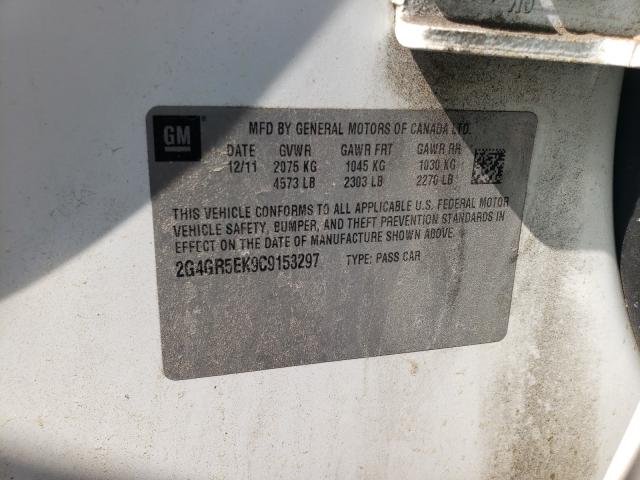 GM
MFD BY GENERAL MOTORS OF CANADA LTD.
DATE GVWR GAWR FRT GAWR RR
12/11 2075 KG 1045 KG 1030 KG
4573 LB 2303 LB 2270 LB
THIS VEHICLE CONFORMS TO ALL APPLICABLE U.S. FEDERAL MOTOR
VEHICLE SAFETY, BUMPER, AND THEFT PREVENTION STANDARDS IN
EFFECT ON THE DATE OF MANUFACTURE SHOWN ABOVE.
2G4GR5EK9C9153297 TYPE: PASS CAR